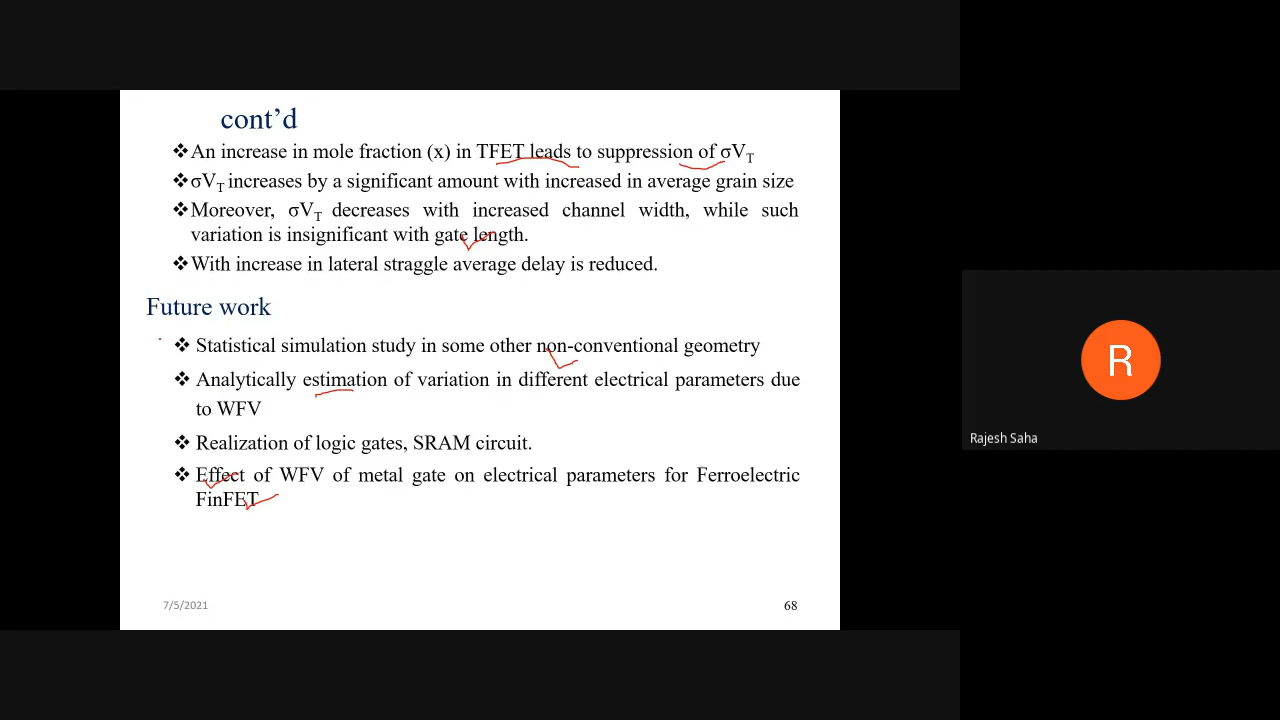 cont’d
❖An increase in mole fraction (x) in TFET leads to suppression of σVT
❖σVT increases by a significant amount with increased in average grain size
❖Moreover, σVT decreases with increased channel width, while such
variation is insignificant with gate length.
❖With increase in lateral straggle average delay is reduced.
Future work
❖ Statistical simulation study in some other non-conventional geometry
❖ Analytically estimation of variation in different electrical parameters due
to WFV
❖ Realization of logic gates, SRAM circuit.
❖ Effect of WFV of metal gate on electrical parameters for Ferroelectric
FinFET
7/5/2021
68
R
Rajesh Saha